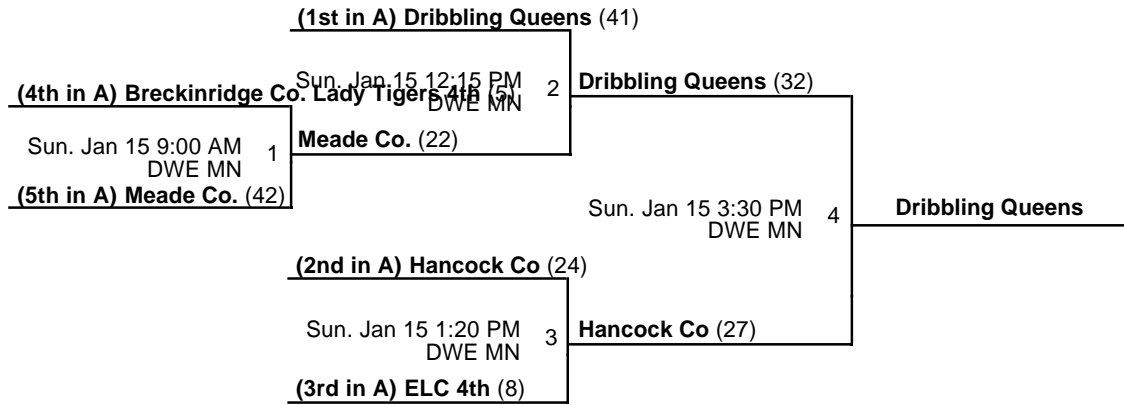 (1st in A) Dribbling Queens (41)
Sun. Jan 15 12:15 PM
DWE MN
2
Dribbling Queens (32)
(4th in A) Breckinridge Co. Lady Tigers 4th (5)
Sun. Jan 15 9:00 AM
DWE MN
1
Meade Co. (22)
(5th in A) Meade Co. (42)
Sun. Jan 15 3:30 PM
DWE MN
4
Dribbling Queens
(2nd in A) Hancock Co (24)
Sun. Jan 15 1:20 PM
DWE MN
3
Hancock Co (27)
(3rd in A) ELC 4th (8)